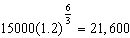 15000(1.2)^{6/3} = 21,600